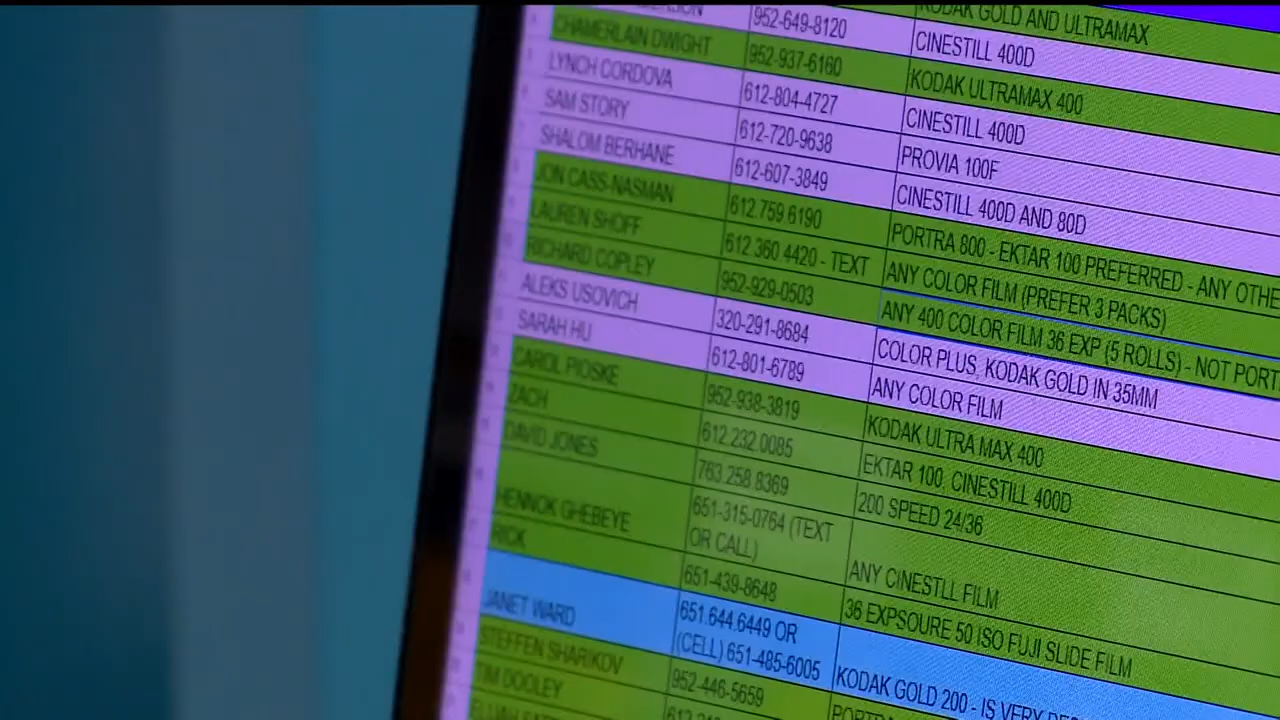 952-649-8120 KODAK GOLD AND ULTRAMAX
CHAMERLAIN DWIGHT 952-937-6160 CINESTILL 400D
LYNCH CORDOVA 612-804-4727 KODAK ULTRAMAX 400
SAM STORY 612-720-9638 CINESTILL 400D
SHALOM BERHANE 612-607-3849 PROVIA 100F
JON CASS-NASMAN 612.759 6190 CINESTILL 400D AND 80D
LAUREN SHOFF 612.360.4420 - TEXT PORTRA 800 - EKTAR 100 PREFERRED - ANY OTHE
RICHARD COPLEY 952-929-0503 ANY COLOR FILM (PREFER 3 PACKS)
ALEKS USOVICH 320-291-8684 ANY 400 COLOR FILM 36 EXP (5 ROLLS) - NOT PORT
SARAH HU 612-801-6789 COLOR PLUS, KODAK GOLD IN 35MM
CAROL PIOSKE 952-938-3819 ANY COLOR FILM
ZACH 612.232.0085 KODAK ULTRA MAX 400
DAVID JONES 763.258.8369 EKTAR 100, CINESTILL 400D
200 SPEED 24/36
HENNOK GHEBEYE 651-315-0764 (TEXT
OR CALL)
ANY CINESTLL FILM
RICK 651-439-8648 36 EXPSOURE 50 ISO FUJI SLIDE FILM
JANET WARD 651.644.6449 OR
(CELL) 651-485-6005 KODAK GOLD 200 - IS VERY
STEFFEN SHARIKOV 952-446-5659 PORTRA
TIM DOOLEY